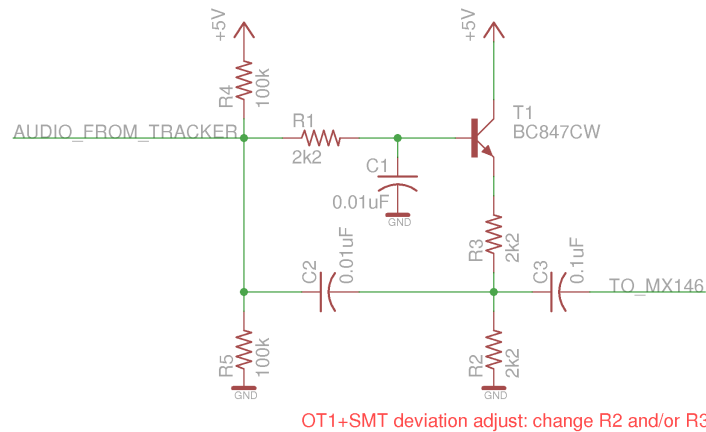 +5V
+5V
R4
100k
AUDIO_FROM_TRACKER
R1
2k2
T1
BC847CW
C1
0.01uF
GND
R3
2k2
C2
0.01uF
C3
0.1uF
TO_MX146
R5
100k
GND
R2
2k2
GND
OT1+SMT deviation adjust: change R2 and/or R3